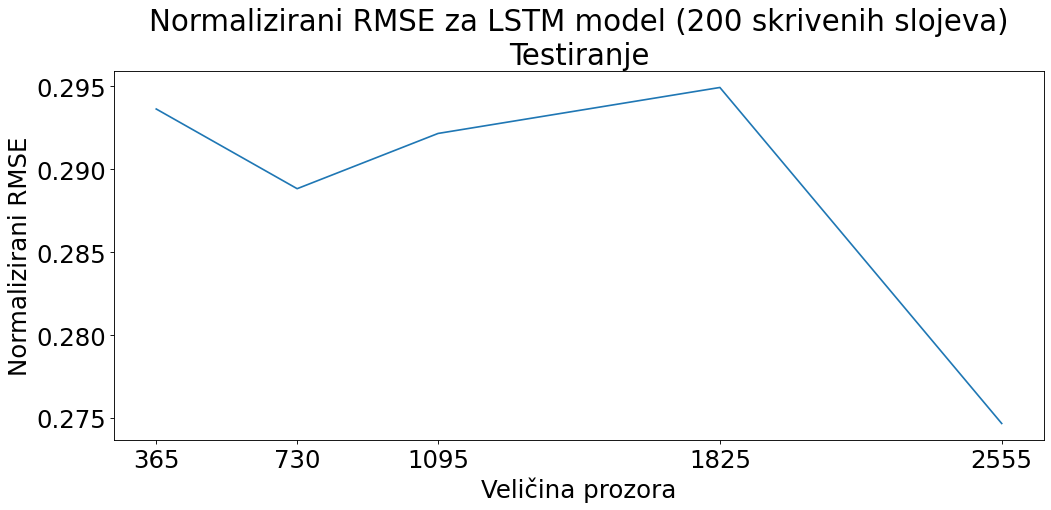 Normalizirani RMSE za LSTM model (200 skrivenih slojeva)
Testiranje
Normalizirani RMSE
0.295
0.290
0.285
0.280
0.275
365 730 1095 1825 2555
Veličina prozora